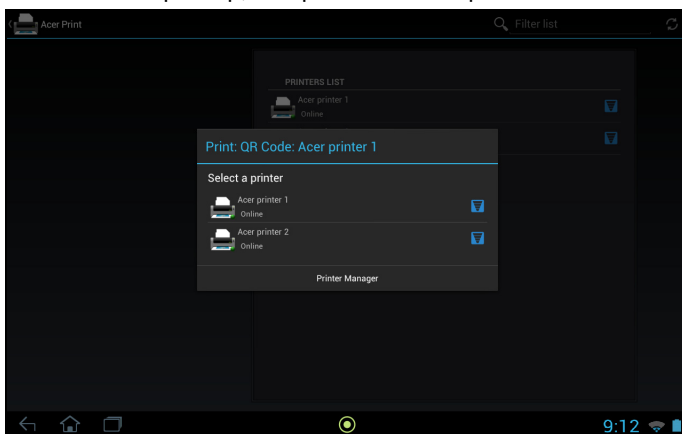 Acer Print
Filter list
PRINTERS LIST
Acer printer 1
Online
Print: QR Code: Acer printer 1
Select a printer
Acer printer 1
Online
Acer printer 2
Online
Printer Manager
9:12